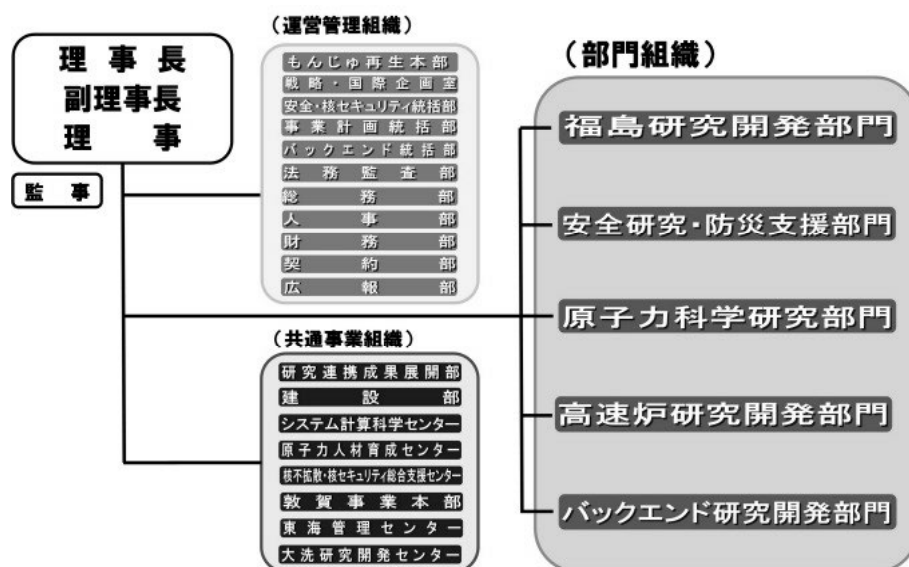 理事長
副理事長
理事
監事
（運営管理組織）
もんじゅ再生本部
戦略・国際企画室
安全・核セキュリティ統括部
事業計画統括部
バックエンド統括部
法務監査部
総務部
人事部
財務部
契約部
広報部
（共通事業組織）
研究連携成果展開部
建設部
システム計算科学センター
原子力人材育成センター
核不拡散・核セキュリティ総合支援センター
敦賀事業本部
東海管理センター
大洗研究開発センター
（部門組織）
福島研究開発部門
安全研究・防災支援部門
原子力科学研究部門
高速炉研究開発部門
バックエンド研究開発部門